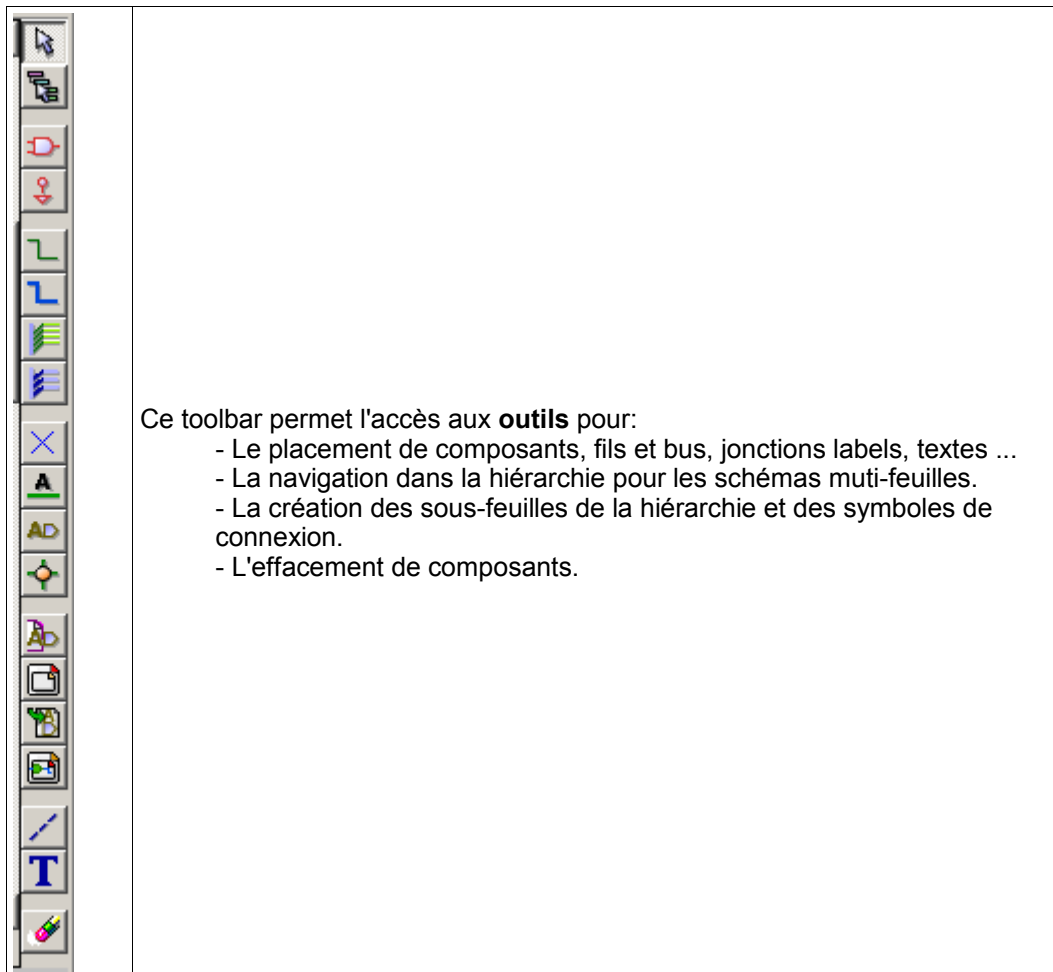 Ce toolbar permet l'accès aux outils pour:
- Le placement de composants, fils et bus, jonctions labels, textes ...
- La navigation dans la hiérarchie pour les schémas muti-feuilles.
- La création des sous-feuilles de la hiérarchie et des symboles de
connexion.
- L'effacement de composants.